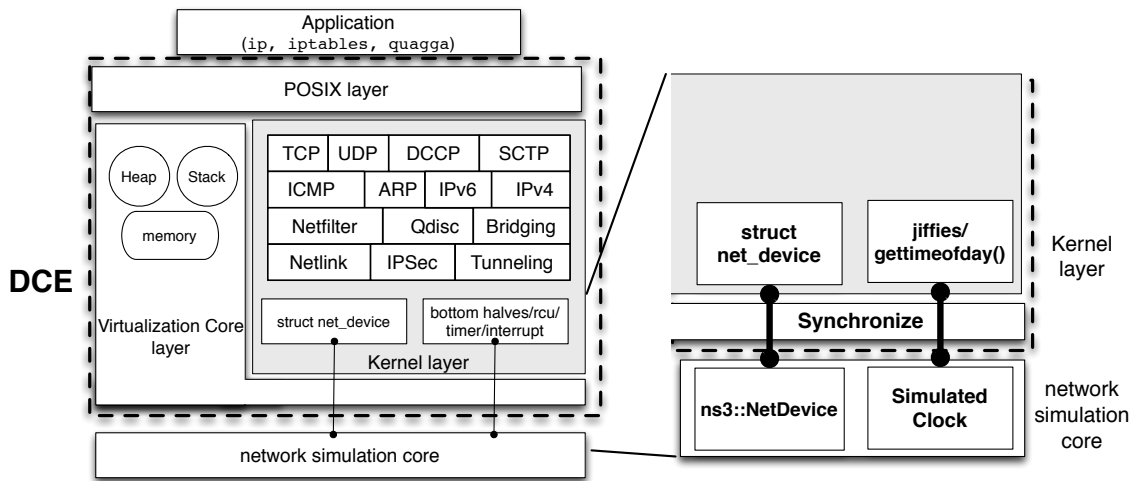 Application
(ip, iptables, quagga)
POSIX layer
TCP UDP DCCP SCTP
ICMP ARP IPv6 IPv4
Netfilter Qdisc Bridging
Netlink IPSec Tunneling
Heap Stack
memory
DCE
Virtualization Core
layer
struct net_device
bottom halves/rcu/
timer/interrupt
Kernel layer
network simulation core
struct
net_device
jiffies/
gettimeofday()
Kernel
layer
Synchronize
ns3::NetDevice
Simulated
Clock
network
simulation
core